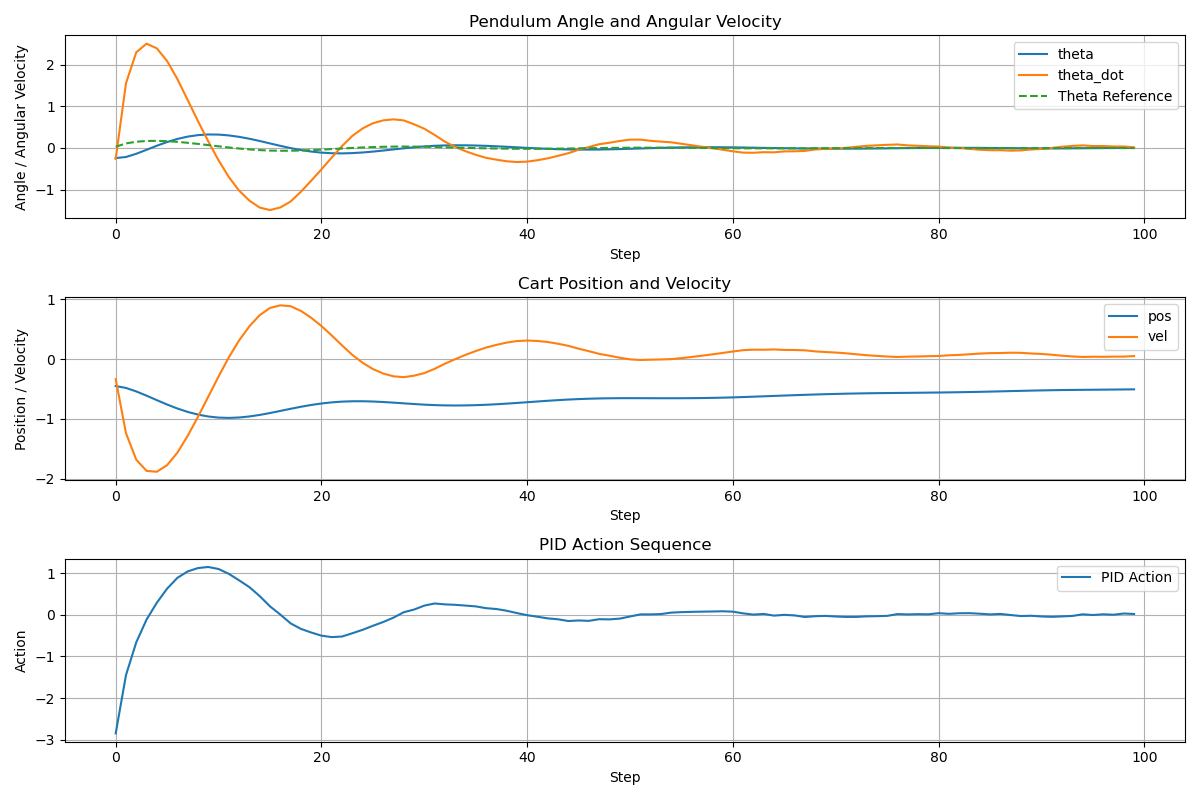 Pendulum Angle and Angular Velocity
Angle / Angular Velocity
2
1
0
−1
theta
theta_dot
Theta Reference
0 20 40 60 80 100
Step
Cart Position and Velocity
Position / Velocity
1
0
−1
−2
pos
vel
0 20 40 60 80 100
Step
PID Action Sequence
Action
1
0
−1
−2
−3
PID Action
0 20 40 60 80 100
Step